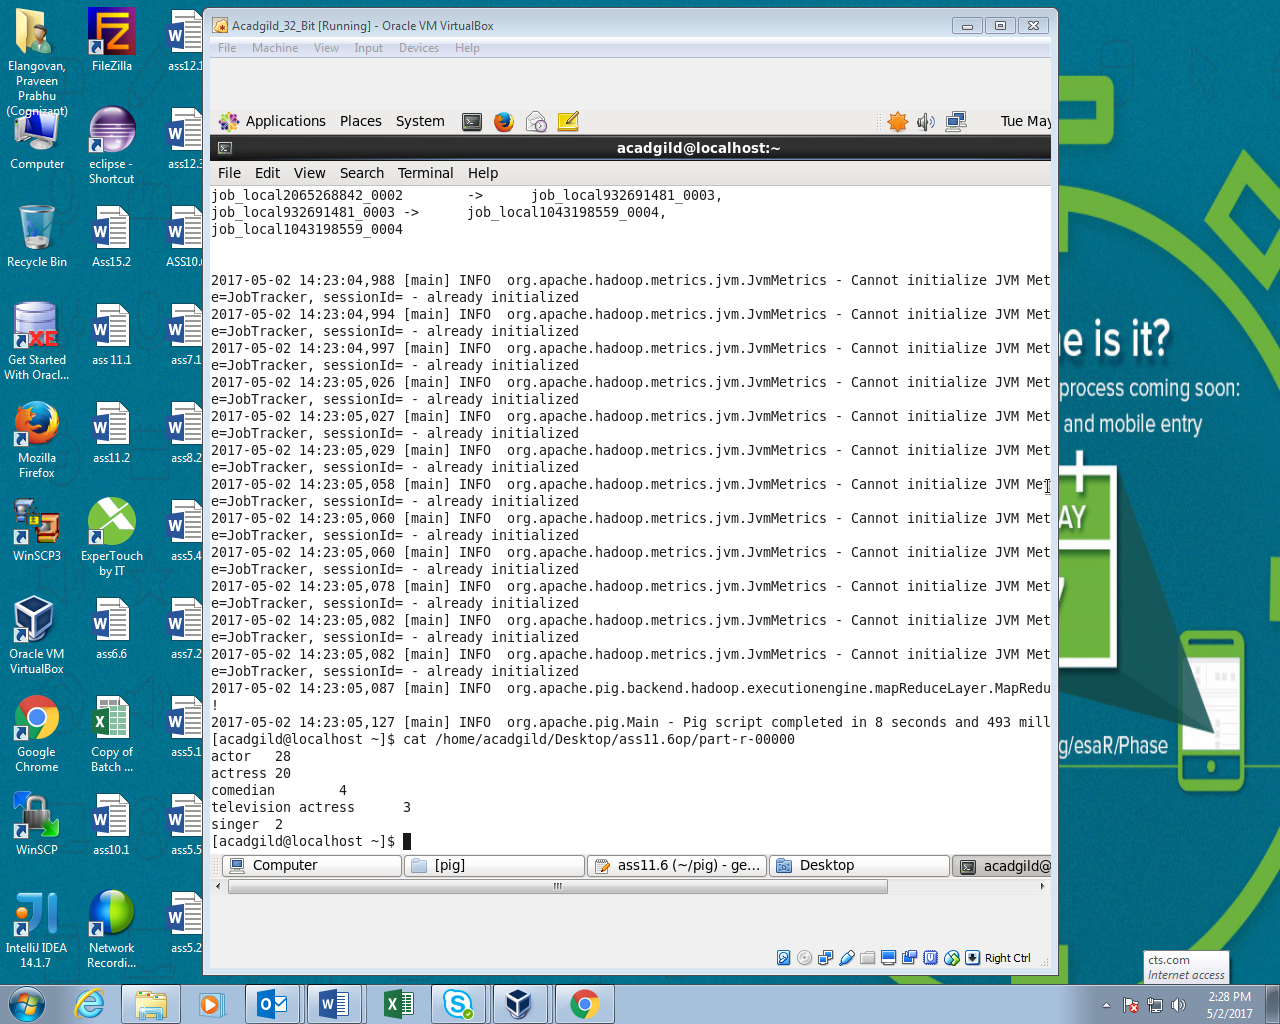 Acadgild_32_Bit [Running] - Oracle VM VirtualBox
File Machine View Input Devices Help
Applications Places System Tue May
acadgild@localhost:~
File Edit View Search Terminal Help
job_local2065268842_0002 -> job_local932691481_0003,
job_local932691481_0003 -> job_local1043198559_0004,
job_local1043198559_0004
2017-05-02 14:23:04,988 [main] INFO org.apache.hadoop.metrics.jvm.JvmMetrics - Cannot initialize JVM Met
e=JobTracker, sessionId= - already initialized
2017-05-02 14:23:04,994 [main] INFO org.apache.hadoop.metrics.jvm.JvmMetrics - Cannot initialize JVM Met
e=JobTracker, sessionId= - already initialized
2017-05-02 14:23:04,997 [main] INFO org.apache.hadoop.metrics.jvm.JvmMetrics - Cannot initialize JVM Met
e=JobTracker, sessionId= - already initialized
2017-05-02 14:23:05,026 [main] INFO org.apache.hadoop.metrics.jvm.JvmMetrics - Cannot initialize JVM Met
e=JobTracker, sessionId= - already initialized
2017-05-02 14:23:05,027 [main] INFO org.apache.hadoop.metrics.jvm.JvmMetrics - Cannot initialize JVM Met
e=JobTracker, sessionId= - already initialized
2017-05-02 14:23:05,029 [main] INFO org.apache.hadoop.metrics.jvm.JvmMetrics - Cannot initialize JVM Met
e=JobTracker, sessionId= - already initialized
2017-05-02 14:23:05,058 [main] INFO org.apache.hadoop.metrics.jvm.JvmMetrics - Cannot initialize JVM Met
e=JobTracker, sessionId= - already initialized
2017-05-02 14:23:05,060 [main] INFO org.apache.hadoop.metrics.jvm.JvmMetrics - Cannot initialize JVM Met
e=JobTracker, sessionId= - already initialized
2017-05-02 14:23:05,060 [main] INFO org.apache.hadoop.metrics.jvm.JvmMetrics - Cannot initialize JVM Met
e=JobTracker, sessionId= - already initialized
2017-05-02 14:23:05,078 [main] INFO org.apache.hadoop.metrics.jvm.JvmMetrics - Cannot initialize JVM Met
e=JobTracker, sessionId= - already initialized
2017-05-02 14:23:05,082 [main] INFO org.apache.hadoop.metrics.jvm.JvmMetrics - Cannot initialize JVM Met
e=JobTracker, sessionId= - already initialized
2017-05-02 14:23:05,082 [main] INFO org.apache.hadoop.metrics.jvm.JvmMetrics - Cannot initialize JVM Met
e=JobTracker, sessionId= - already initialized
2017-05-02 14:23:05,087 [main] INFO org.apache.pig.backend.hadoop.executionengine.mapReduceLayer.MapRedu
!
2017-05-02 14:23:05,127 [main] INFO org.apache.pig.Main - Pig script completed in 8 seconds and 493 mill
[acadgild@localhost ~]$ cat /home/acadgild/Desktop/ass11.6op/part-r-00000
actor 28
actress 20
comedian 4
television actress 3
singer 2
[acadgild@localhost ~]$
Computer [pig] ass11.6 (~/pig) - ge... Desktop acadgild@
Right Ctrl
Elangovan,
Praveen
Prabhu
(Cognizant)
FileZilla
ass12.1
Computer
eclipse -
Shortcut
ass12.3
Recycle Bin
Ass15.2
ASS10.
XE
Get Started
With Oracl...
ass 11.1
ass7.1
Mozilla
Firefox
ass11.2
ass8.2
WinSCP3
ExperTouch
by IT
ass5.4
Oracle VM
VirtualBox
ass6.6
ass7.2
Google
Chrome
Copy of
Batch ...
ass5.1
WinSCP
ass10.1
ass5.5
IntelliJ IDEA
14.1.7
Network
Recordi...
ass5.2
e is it?
process coming soon:
and mobile entry
AY
g/esaR/Phase
cts.com
Internet access
2:28 PM
5/2/2017